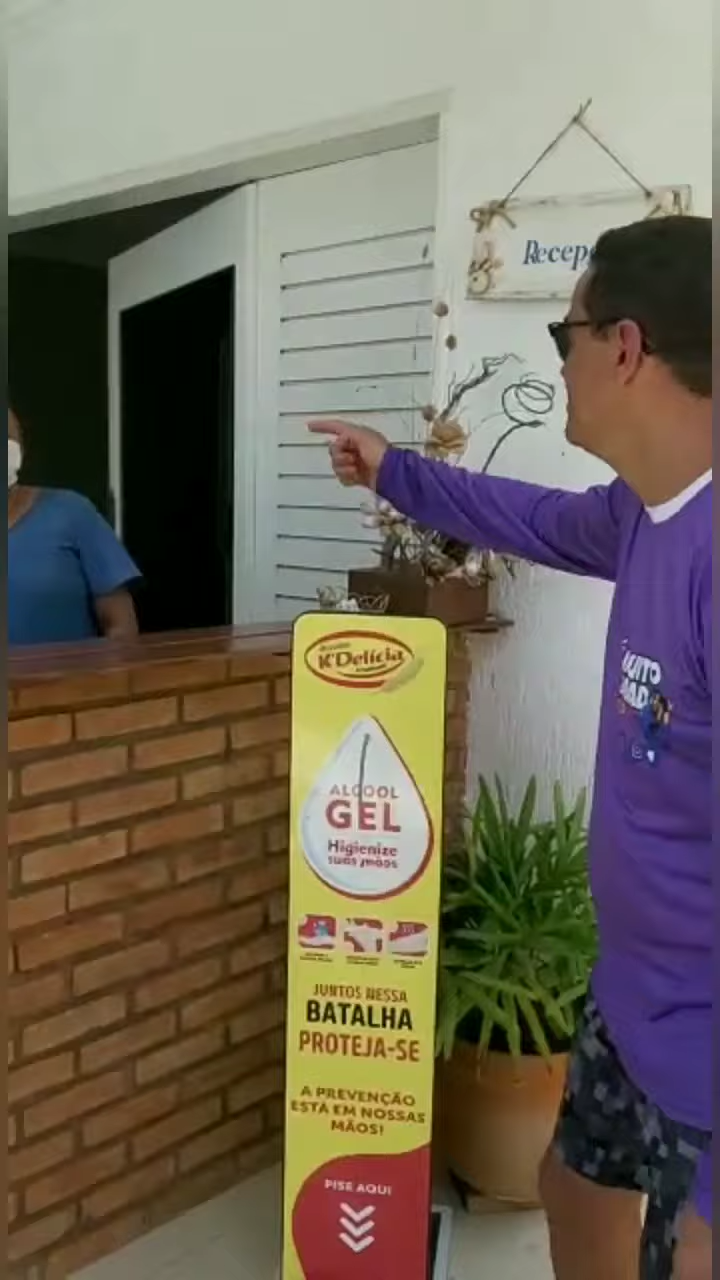 Recep
K'Delícia
ALCOOL
GEL
Higienize
suas mãos
JUNTOS NESSA
BATALHA
PROTEJA-SE
A PREVENÇÃO
ESTÁ EM NOSSAS
MÃOS!
PISE AQUI